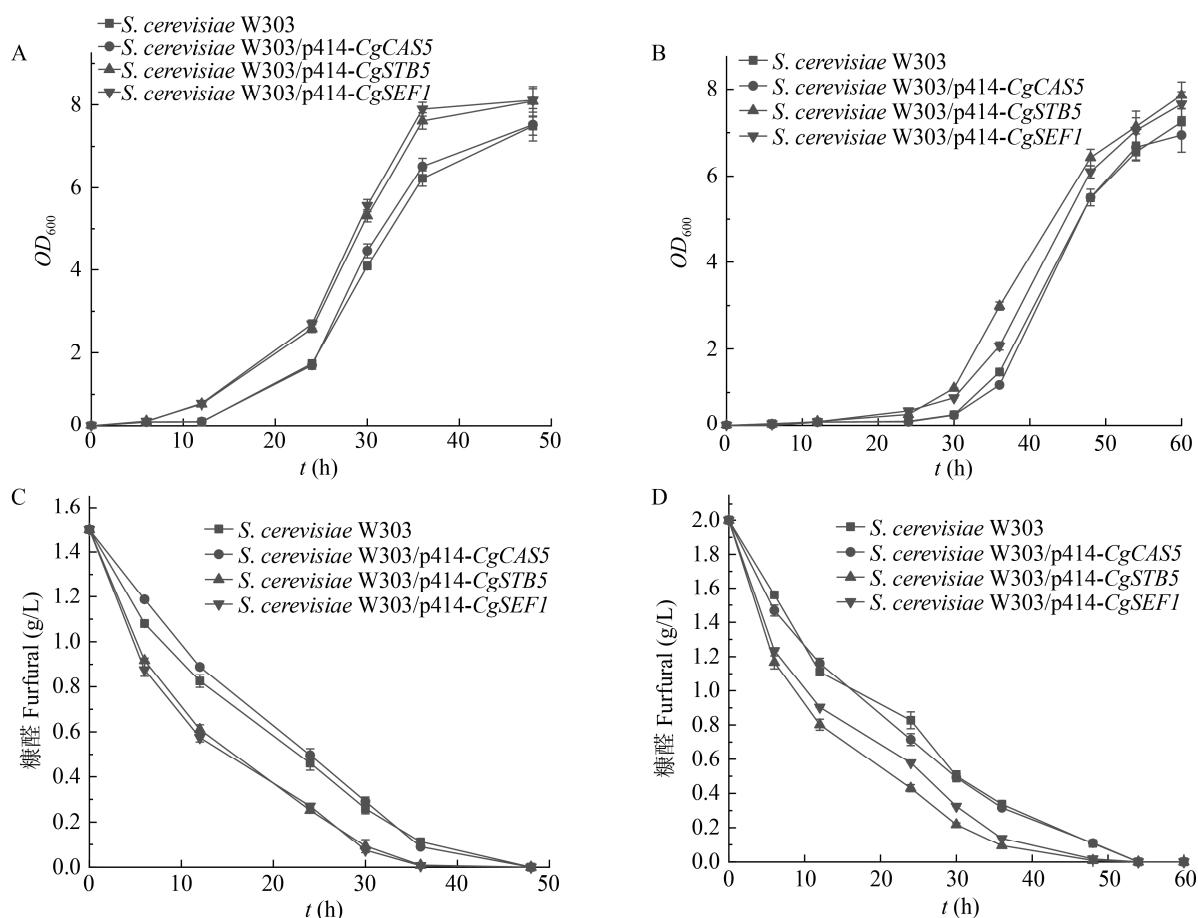 A
S. cerevisiae W303
S. cerevisiae W303/p414-CgCAS5
S. cerevisiae W303/p414-CgSTB5
S. cerevisiae W303/p414-CgSEF1
8
6
4
2
0
OD600
0 10 20 30 40 50
t (h)
B
S. cerevisiae W303
S. cerevisiae W303/p414-CgCAS5
S. cerevisiae W303/p414-CgSTB5
S. cerevisiae W303/p414-CgSEF1
8
6
4
2
0
OD600
0 10 20 30 40 50 60
t (h)
C
S. cerevisiae W303
S. cerevisiae W303/p414-CgCAS5
S. cerevisiae W303/p414-CgSTB5
S. cerevisiae W303/p414-CgSEF1
1.6
1.4
1.2
1.0
0.8
0.6
0.4
0.2
0.0
糠醛 Furfural (g/L)
0 10 20 30 40 50
t (h)
D
S. cerevisiae W303
S. cerevisiae W303/p414-CgCAS5
S. cerevisiae W303/p414-CgSTB5
S. cerevisiae W303/p414-CgSEF1
2.0
1.8
1.6
1.4
1.2
1.0
0.8
0.6
0.4
0.2
0.0
糠醛 Furfural (g/L)
0 10 20 30 40 50 60
t (h)